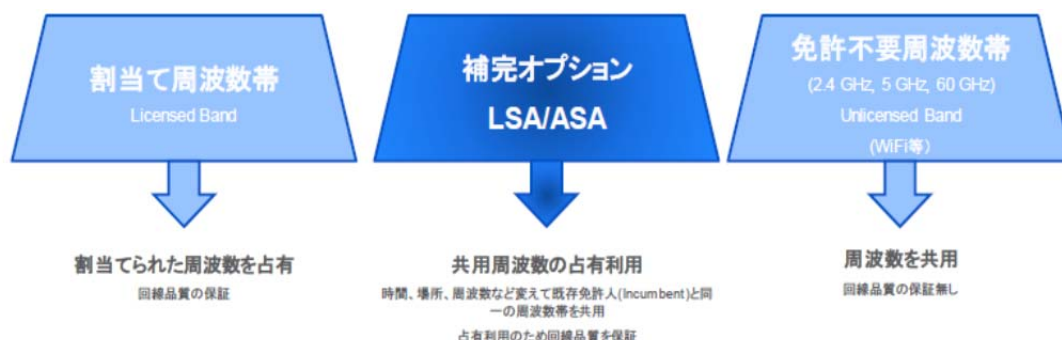 割当て周波数帯
Licensed Band
補完オプション
LSA/ASA
免許不要周波数帯
(2.4 GHz, 5 GHz, 60 GHz)
Unlicensed Band
(WiFi等)
割当てられた周波数を占有
回線品質の保証
共用周波数の占有利用
時間、場所、周波数など変えて既存免許人(Incumbent)と同
一の周波数帯を共用
占有利用のため回線品質を保証
周波数を共用
回線品質の保証無し